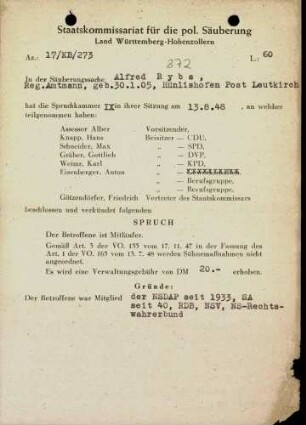 Staatskommissariat für die pol. Säuberung
Land Württemberg-Hohenzollern
Az.: 17/KB/273 L: 60
872
In der Säuberungssache Alfred Ryba,
Reg.Amtmann, geb.30.1.05, Hünlishofen Post Leutkirch
hat die Spruchkammer IX in ihrer Sitzung am 13.8.48, an welcher
teilgenommen haben:
Assessor Alber Vorsitzender,
Knapp, Hans Beisitzer — CDU,
Schneider, Max „ — SPD,
Gruber, Gottlieb „ — DVP,
Weinz, Karl „ — KPD,
Eisenberger, Anton „ —
„ — Berufsgruppe,
„ — Berufsgruppe,
Götzendörfer, Friedrich Vertreter des Staatskommissars
beschlossen und verkündet folgenden
SPRUCH
Der Betroffene ist Mitläufer.
Gemäß Art. 3 der VO. 133 vom 17. 11. 47 in der Fassung des
Art. 1 der VO. 165 vom 13. 7. 48 werden Sühnemaßnahmen nicht
angeordnet.
Es wird eine Verwaltungsgebühr von DM 20.- erhoben.
Gründe:
Der Betroffene war Mitglied der NSDAP seit 1933, SA
seit 40, RDB, NSV, NS-Rechts-
wahrerbund